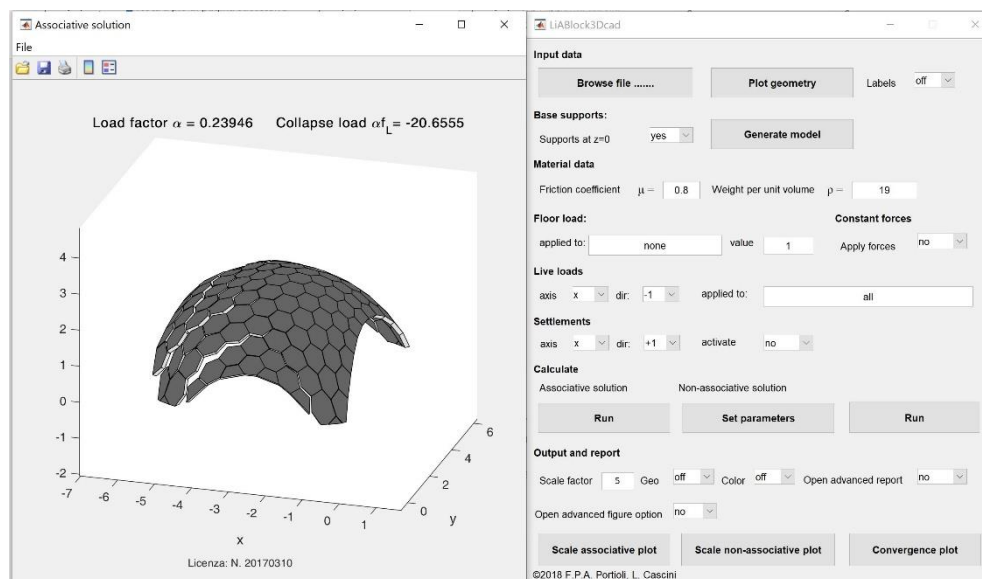 Associative solution
File
Load factor α = 0.23946 Collapse load αf_L = -20.6555
4
3
2
1
0
-1
-2
-7 -6 -5 -4 -3 -2 -1 0 1
x
0 2 4 6
y
Licenza: N. 20170310
LiABlock3Dcad
Input data
Browse file ....... Plot geometry Labels off
Base supports:
Supports at z=0 yes Generate model
Material data
Friction coefficient μ = 0.8 Weight per unit volume ρ = 19
Floor load: Constant forces
applied to: none value 1 Apply forces no
Live loads
axis x dir: -1 applied to: all
Settlements
axis x dir: +1 activate no
Calculate
Associative solution Non-associative solution
Run Set parameters Run
Output and report
Scale factor 5 Geo off Color off Open advanced report no
Open advanced figure option no
Scale associative plot Scale non-associative plot Convergence plot
©2018 F.P.A. Portioli, L. Cascini